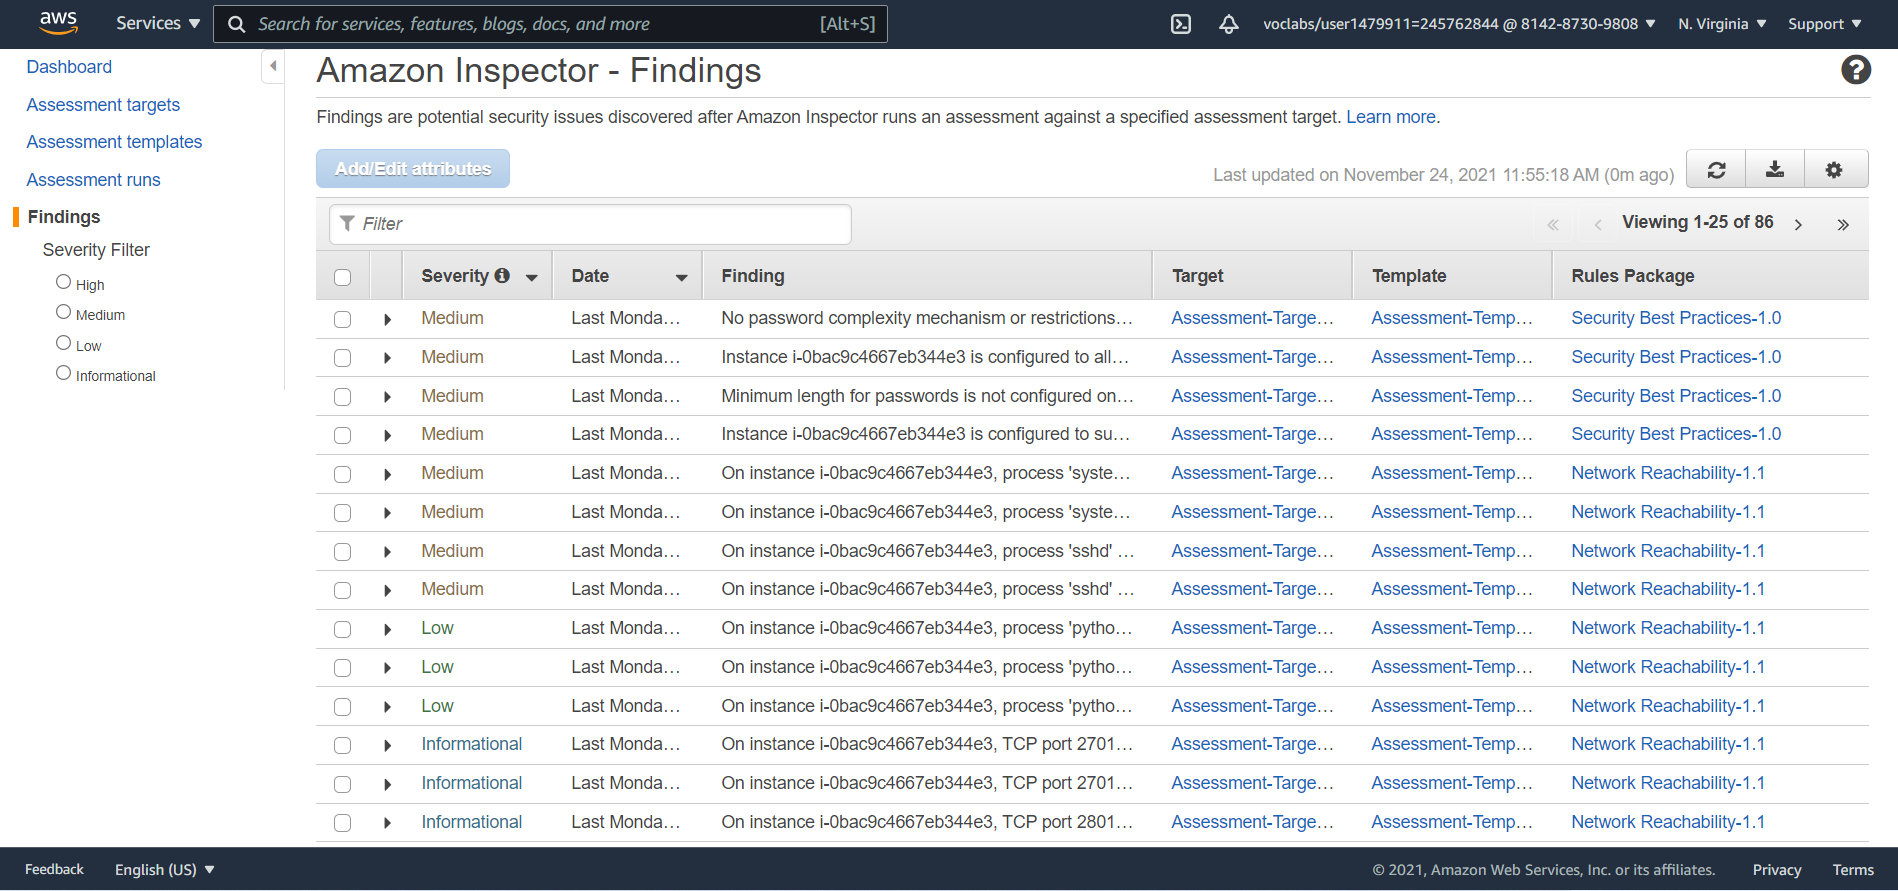 aws Services Search for services, features, blogs, docs, and more [Alt+S] voclabs/user1479911=245762844 @ 8142-8730-9808 N. Virginia Support
Dashboard
Assessment targets
Assessment templates
Assessment runs
Findings
Severity Filter
High
Medium
Low
Informational
Amazon Inspector - Findings
Findings are potential security issues discovered after Amazon Inspector runs an assessment against a specified assessment target. Learn more.
Add/Edit attributes Last updated on November 24, 2021 11:55:18 AM (0m ago)
Filter Viewing 1-25 of 86
Severity Date Finding Target Template Rules Package
Medium Last Monda... No password complexity mechanism or restrictions... Assessment-Targe... Assessment-Temp... Security Best Practices-1.0
Medium Last Monda... Instance i-0bac9c4667eb344e3 is configured to all... Assessment-Targe... Assessment-Temp... Security Best Practices-1.0
Medium Last Monda... Minimum length for passwords is not configured on... Assessment-Targe... Assessment-Temp... Security Best Practices-1.0
Medium Last Monda... Instance i-0bac9c4667eb344e3 is configured to su... Assessment-Targe... Assessment-Temp... Security Best Practices-1.0
Medium Last Monda... On instance i-0bac9c4667eb344e3, process 'syste... Assessment-Targe... Assessment-Temp... Network Reachability-1.1
Medium Last Monda... On instance i-0bac9c4667eb344e3, process 'syste... Assessment-Targe... Assessment-Temp... Network Reachability-1.1
Medium Last Monda... On instance i-0bac9c4667eb344e3, process 'sshd' ... Assessment-Targe... Assessment-Temp... Network Reachability-1.1
Medium Last Monda... On instance i-0bac9c4667eb344e3, process 'sshd' ... Assessment-Targe... Assessment-Temp... Network Reachability-1.1
Low Last Monda... On instance i-0bac9c4667eb344e3, process 'pytho... Assessment-Targe... Assessment-Temp... Network Reachability-1.1
Low Last Monda... On instance i-0bac9c4667eb344e3, process 'pytho... Assessment-Targe... Assessment-Temp... Network Reachability-1.1
Low Last Monda... On instance i-0bac9c4667eb344e3, process 'pytho... Assessment-Targe... Assessment-Temp... Network Reachability-1.1
Informational Last Monda... On instance i-0bac9c4667eb344e3, TCP port 2701... Assessment-Targe... Assessment-Temp... Network Reachability-1.1
Informational Last Monda... On instance i-0bac9c4667eb344e3, TCP port 2701... Assessment-Targe... Assessment-Temp... Network Reachability-1.1
Informational Last Monda... On instance i-0bac9c4667eb344e3, TCP port 2801... Assessment-Targe... Assessment-Temp... Network Reachability-1.1
Feedback English (US) © 2021, Amazon Web Services, Inc. or its affiliates. Privacy Terms